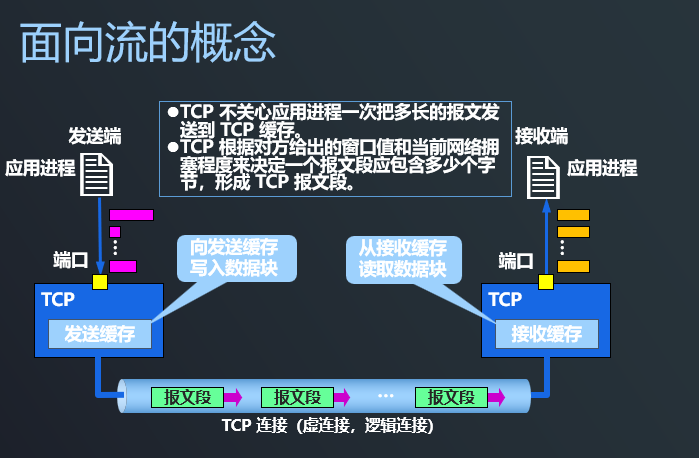 面向流的概念
●TCP 不关心应用进程一次把多长的报文发
送到 TCP 缓存。
●TCP 根据对方给出的窗口值和当前网络拥
塞程度来决定一个报文段应包含多少个字
节，形成 TCP 报文段。
发送端
应用进程
接收端
应用进程
⋮
⋮
端口
向发送缓存
写入数据块
从接收缓存
读取数据块
端口
TCP
发送缓存
TCP
接收缓存
报文段
报文段
…
报文段
TCP 连接（虚连接，逻辑连接)